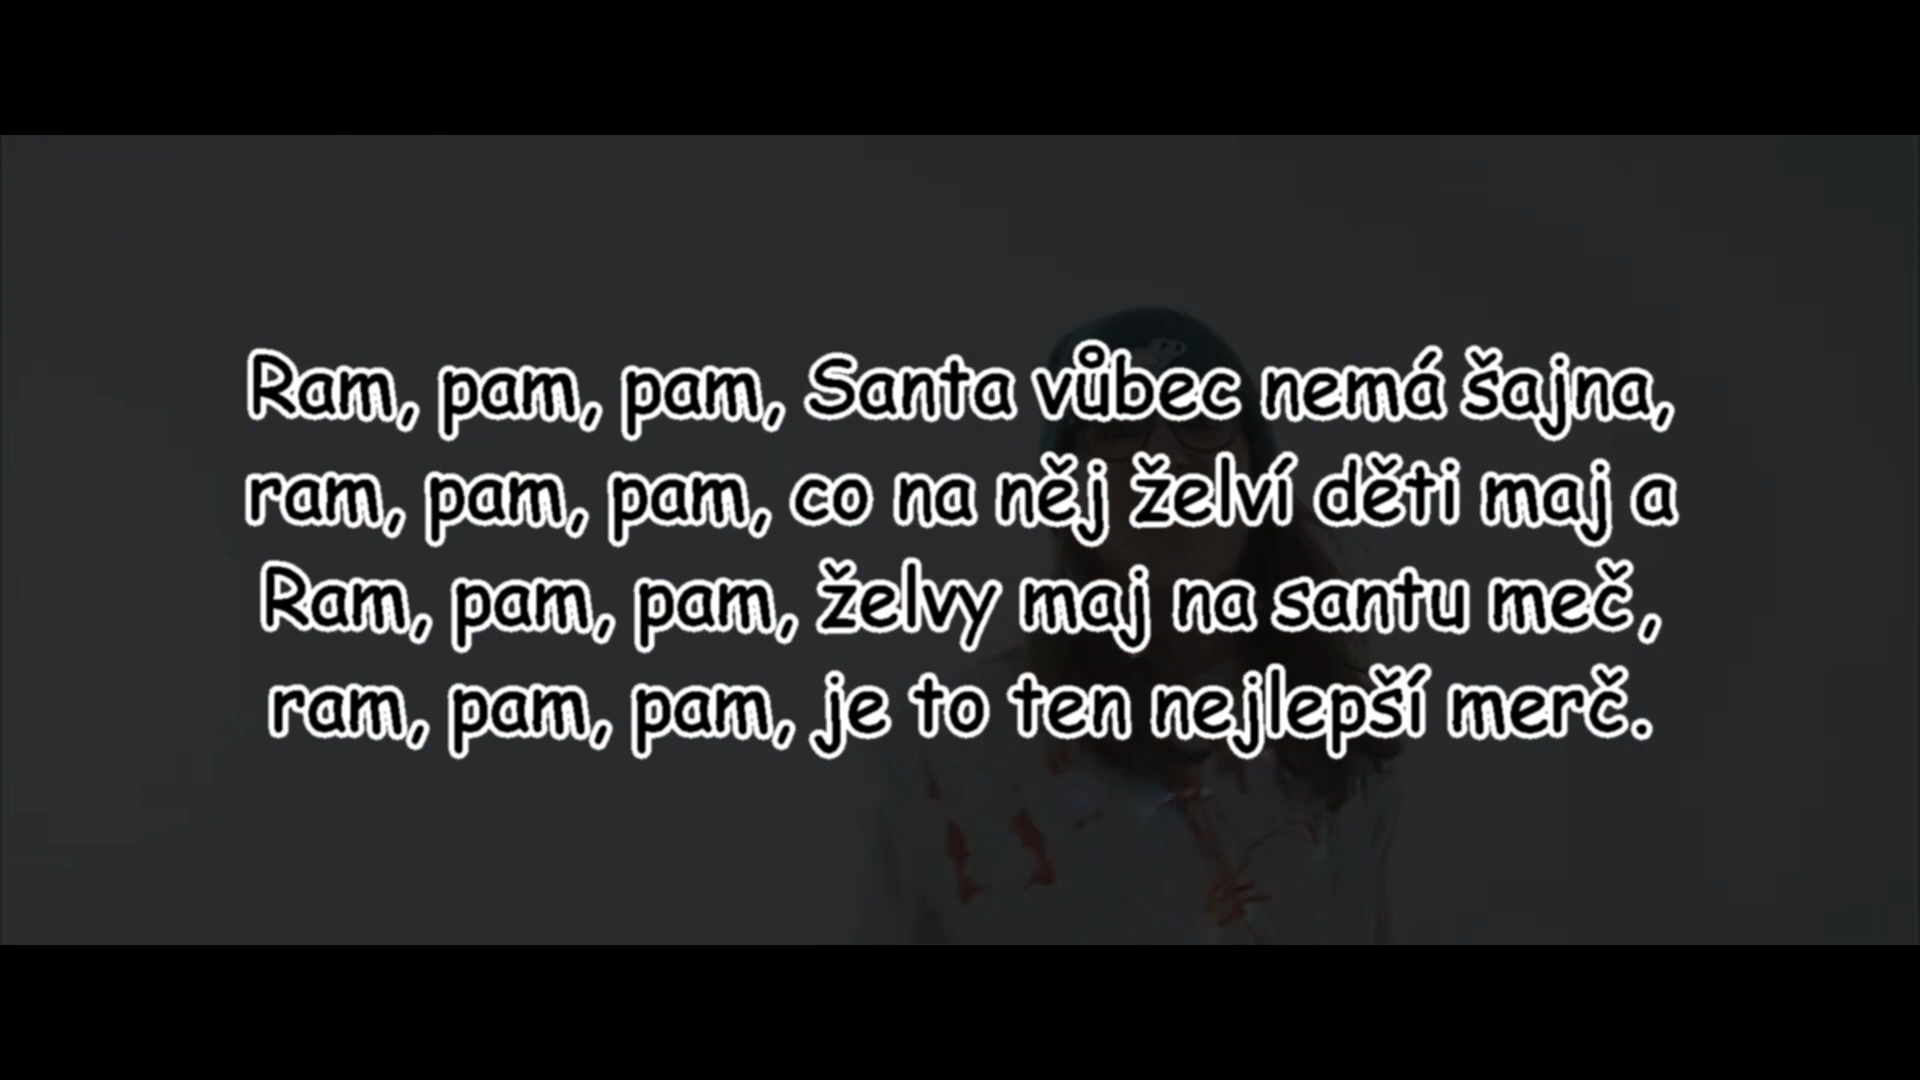 Ram, pam, pam, Santa vůbec nemá šajna,
ram, pam, pam, co na něj želví děti maj a
Ram, pam, pam, želvy maj na santu meč,
ram, pam, pam, je to ten nejlepší merč.